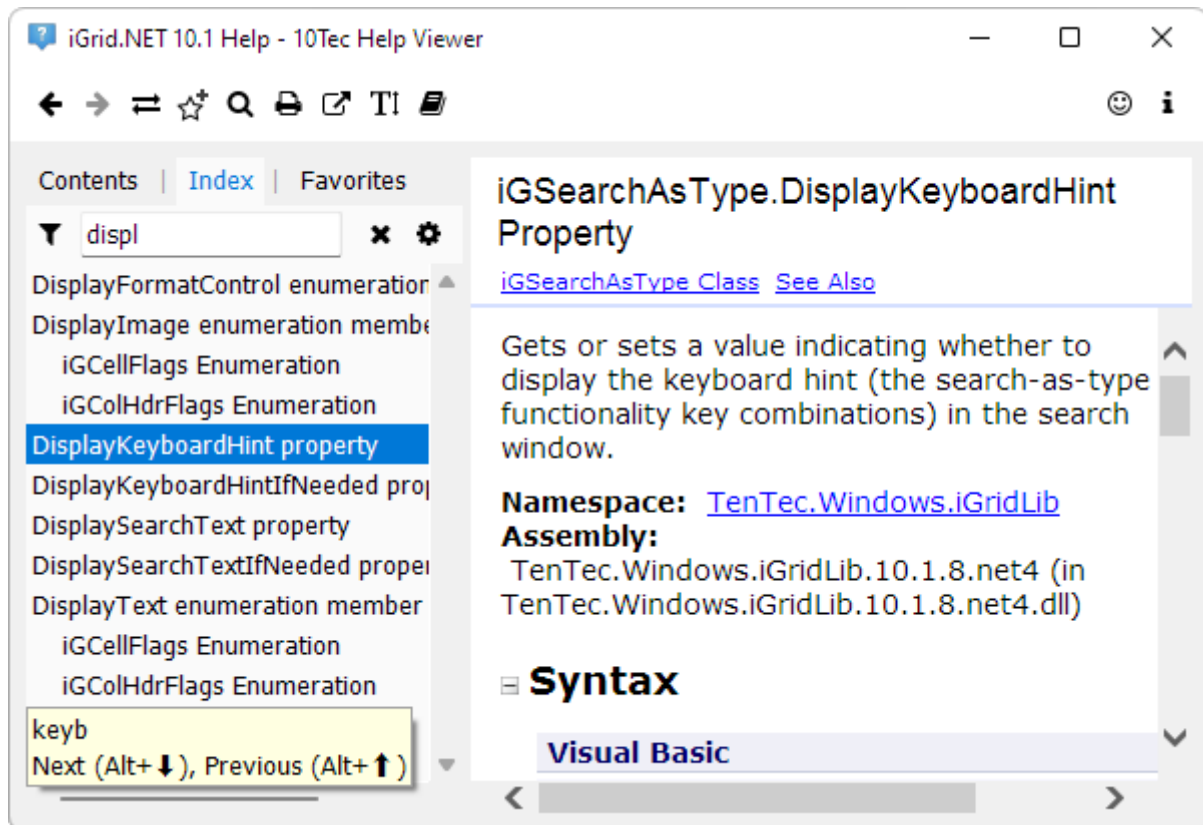 iGrid.NET 10.1 Help - 10Tec Help Viewer
Contents | Index | Favorites
displ
DisplayFormatControl enumeration
DisplayImage enumeration membe
iGCellFlags Enumeration
iGColHdrFlags Enumeration
DisplayKeyboardHint property
DisplayKeyboardHintIfNeeded prop
DisplaySearchText property
DisplaySearchTextIfNeeded proper
DisplayText enumeration member
iGCellFlags Enumeration
iGColHdrFlags Enumeration
keyb
Next (Alt+⬇), Previous (Alt+⬆)
iGSearchAsType.DisplayKeyboardHint
Property
iGSearchAsType Class See Also
Gets or sets a value indicating whether to
display the keyboard hint (the search-as-type
functionality key combinations) in the search
window.
Namespace: TenTec.Windows.iGridLib
Assembly:
TenTec.Windows.iGridLib.10.1.8.net4 (in
TenTec.Windows.iGridLib.10.1.8.net4.dll)
Syntax
Visual Basic